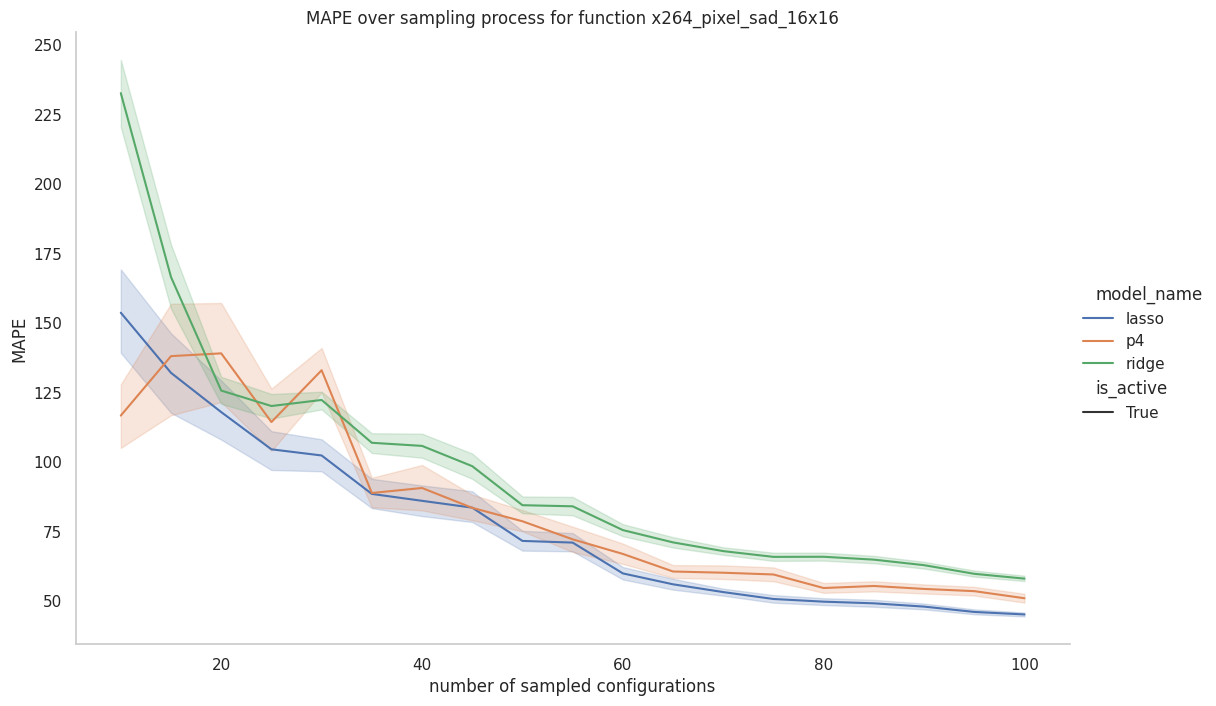 MAPE over sampling process for function x264_pixel_sad_16x16
250
225
200
175
150
125
100
75
50
MAPE
20
40
60
80
100
number of sampled configurations
model_name
lasso
p4
ridge
is_active
True